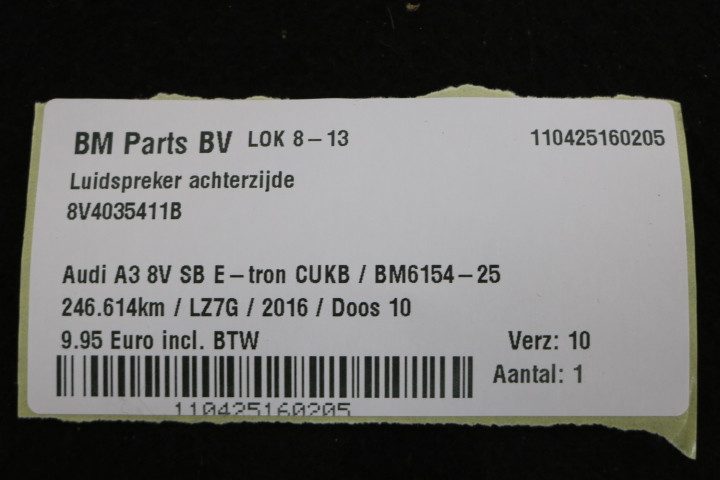 BM Parts BV LOK 8-13 110425160205
Luidspreker achterzijde
8V4035411B
Audi A3 8V SB E-tron CUKB / BM6154-25
246.614km / LZ7G / 2016 / Doos 10
9.95 Euro incl. BTW Verz: 10
Aantal: 1
110425160205